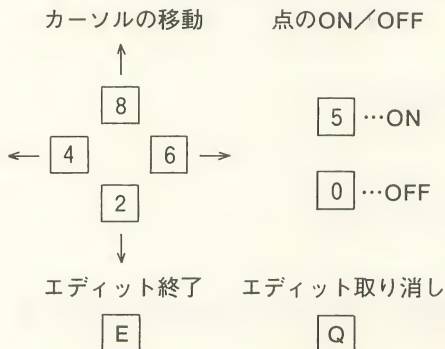 カーソルの移動 点のON／OFF
↑
8
5 …ON
← 4 6 →
0 …OFF
2
↓
エディット終了 エディット取り消し
E Q